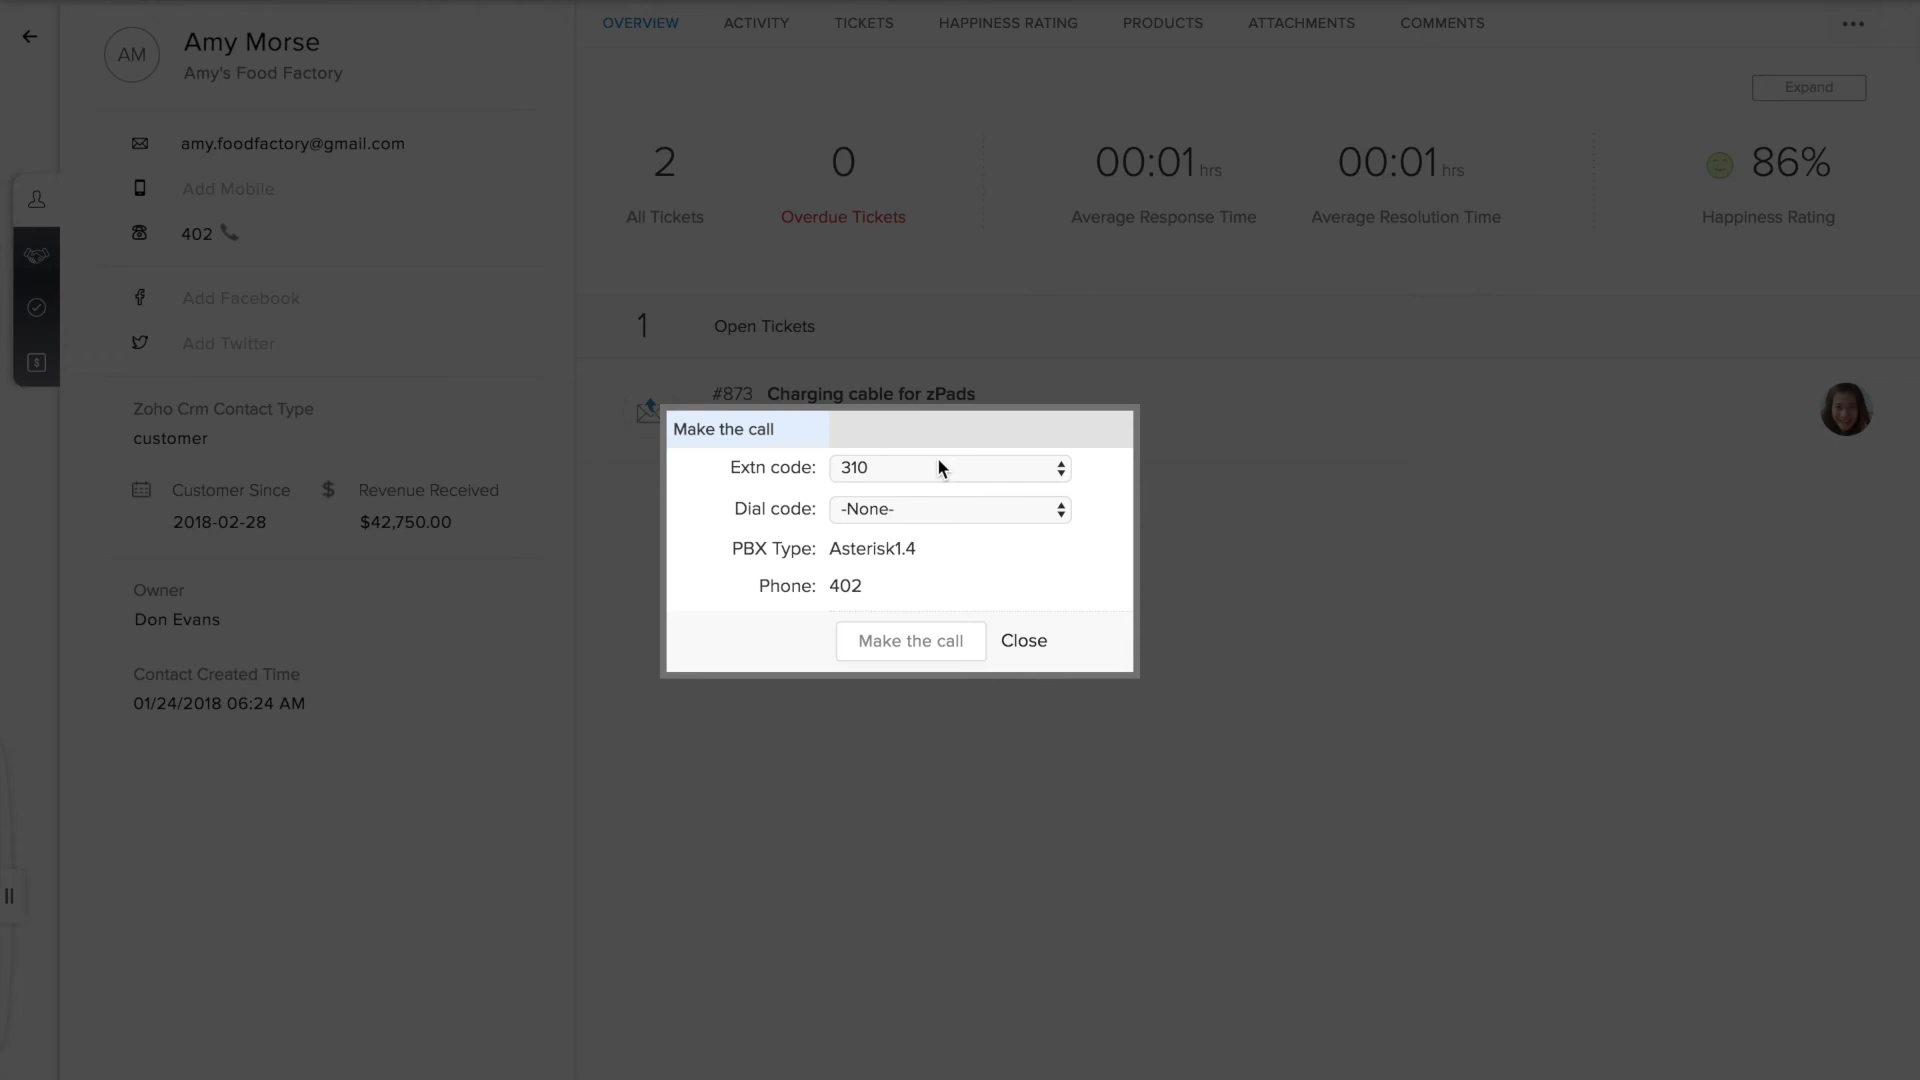 AM
Amy Morse
Amy's Food Factory
amy.foodfactory@gmail.com
Add Mobile
402
Add Facebook
Add Twitter
Zoho Crm Contact Type
customer
Customer Since
2018-02-28
$ Revenue Received
$42,750.00
Owner
Don Evans
Contact Created Time
01/24/2018 06:24 AM
OVERVIEW ACTIVITY TICKETS HAPPINESS RATING PRODUCTS ATTACHMENTS COMMENTS
Expand
2
All Tickets
0
Overdue Tickets
00:01 hrs
Average Response Time
00:01 hrs
Average Resolution Time
86%
Happiness Rating
1 Open Tickets
#873 Charging cable for zPads
Make the call
Extn code: 310
Dial code: -None-
PBX Type: Asterisk1.4
Phone: 402
Make the call Close